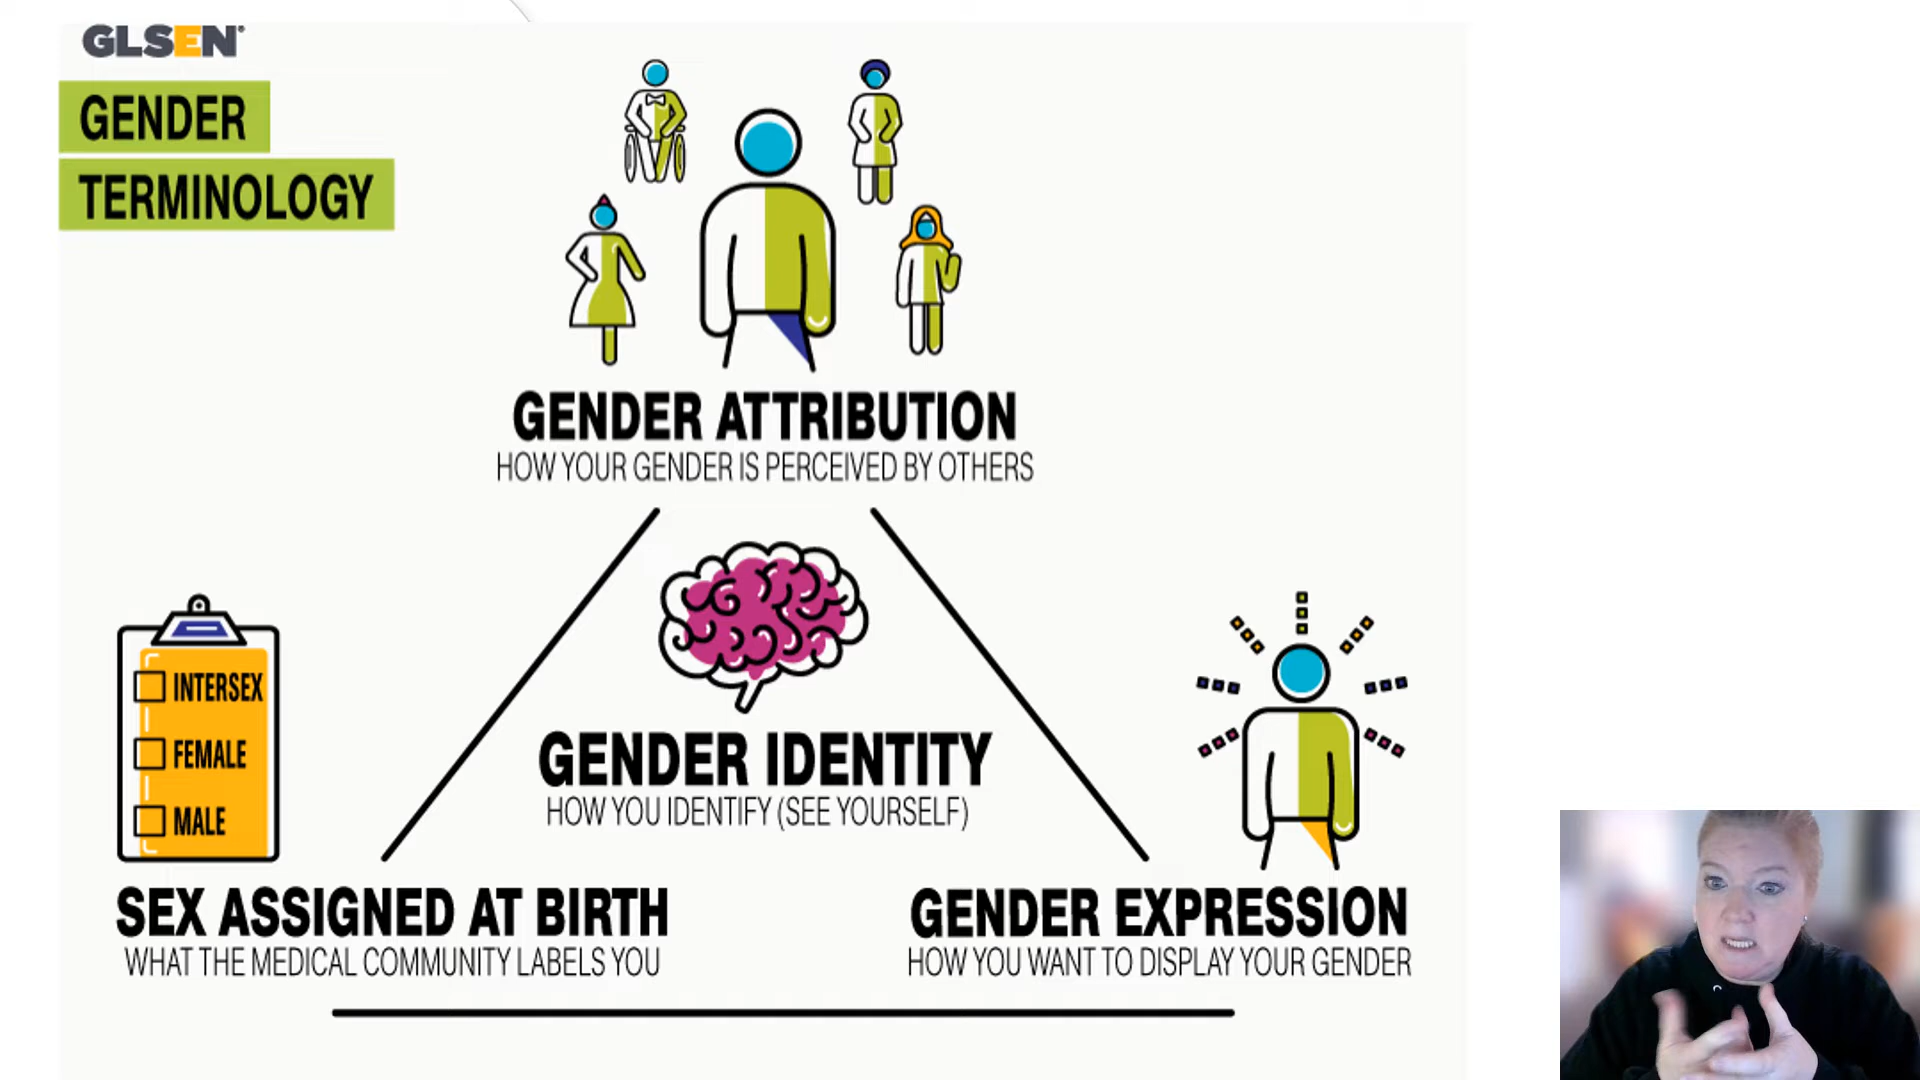 GLSEN®
GENDER
TERMINOLOGY
GENDER ATTRIBUTION
HOW YOUR GENDER IS PERCEIVED BY OTHERS
INTERSEX
FEMALE
MALE
GENDER IDENTITY
HOW YOU IDENTIFY (SEE YOURSELF)
SEX ASSIGNED AT BIRTH
WHAT THE MEDICAL COMMUNITY LABELS YOU
GENDER EXPRESSION
HOW YOU WANT TO DISPLAY YOUR GENDER